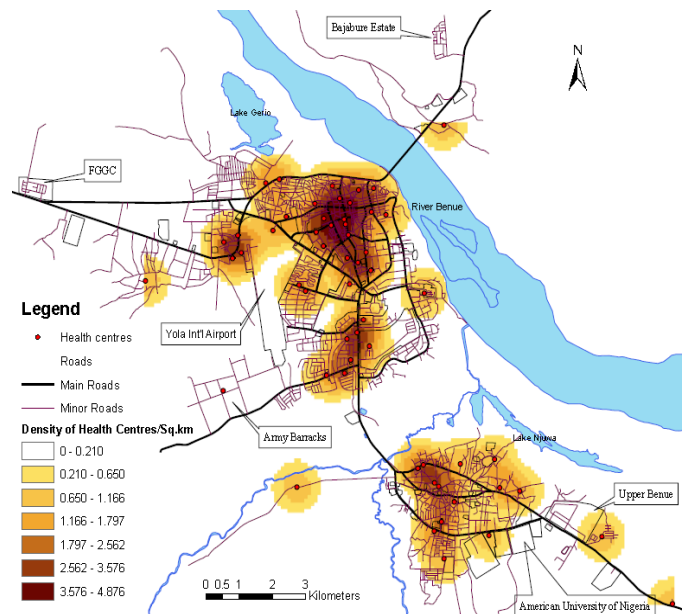 Bajabure Estate
N
Lake Gerio
FGGC
River Benue
Legend
Health centres
Roads
Main Roads
Minor Roads
Density of Health Centres/Sq.km
0 - 0.210
0.210 - 0.650
0.650 - 1.166
1.166 - 1.797
1.797 - 2.562
2.562 - 3.576
3.576 - 4.876
Yola Int'l Airport
Army Barracks
Lake Njuwa
Upper Benue
0 0.5 1 2 3
Kilometers
American University of Nigeria